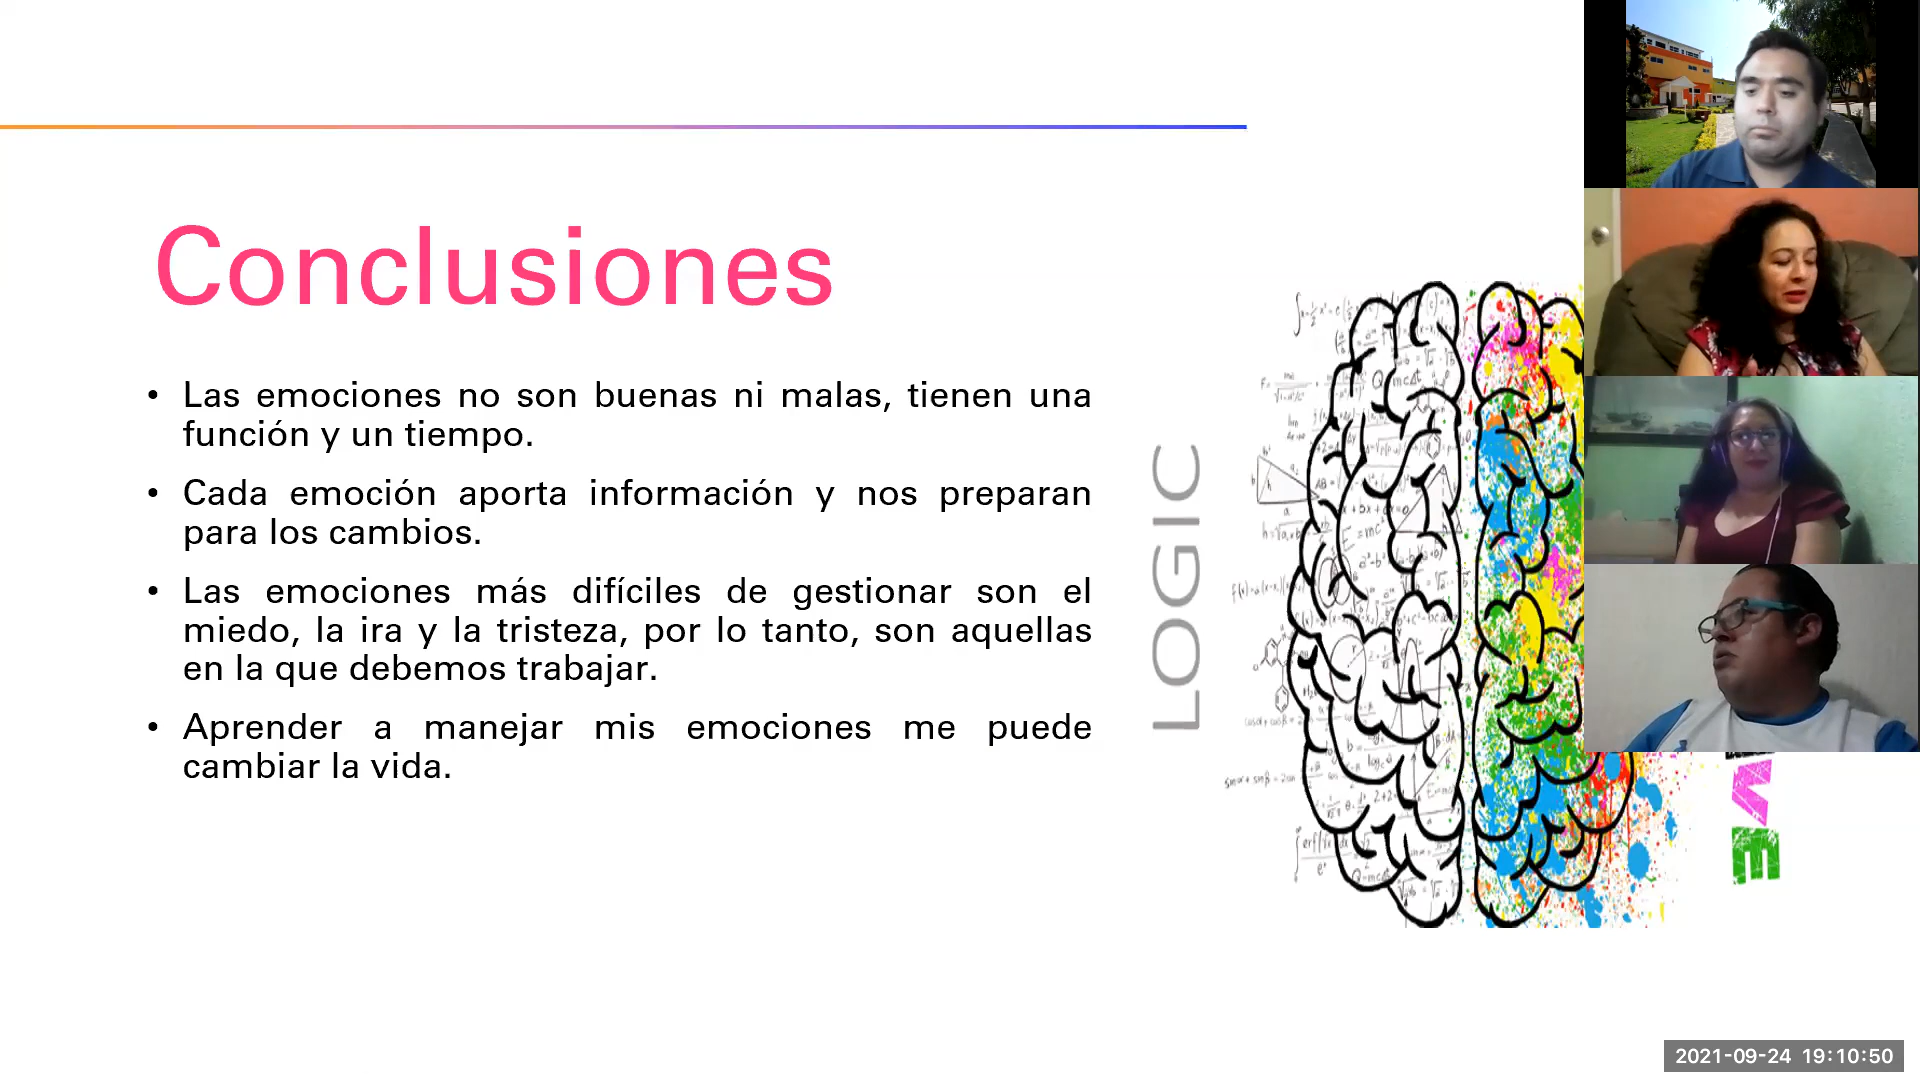 Conclusiones
• Las emociones no son buenas ni malas, tienen una
función y un tiempo.
• Cada emoción aporta información y nos preparan
para los cambios.
• Las emociones más difíciles de gestionar son el
miedo, la ira y la tristeza, por lo tanto, son aquellas
en la que debemos trabajar.
• Aprender a manejar mis emociones me puede
cambiar la vida.
LOGIC
VE
2021-09-24 19:10:50